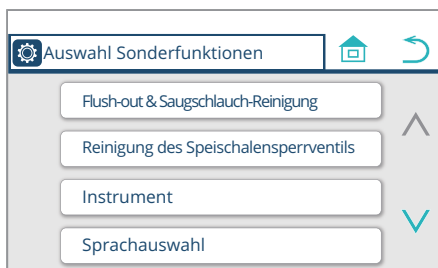 Auswahl Sonderfunktionen
Flush-out & Saugschlauch-Reinigung
Reinigung des Speischalensperrventils
Instrument
Sprachauswahl